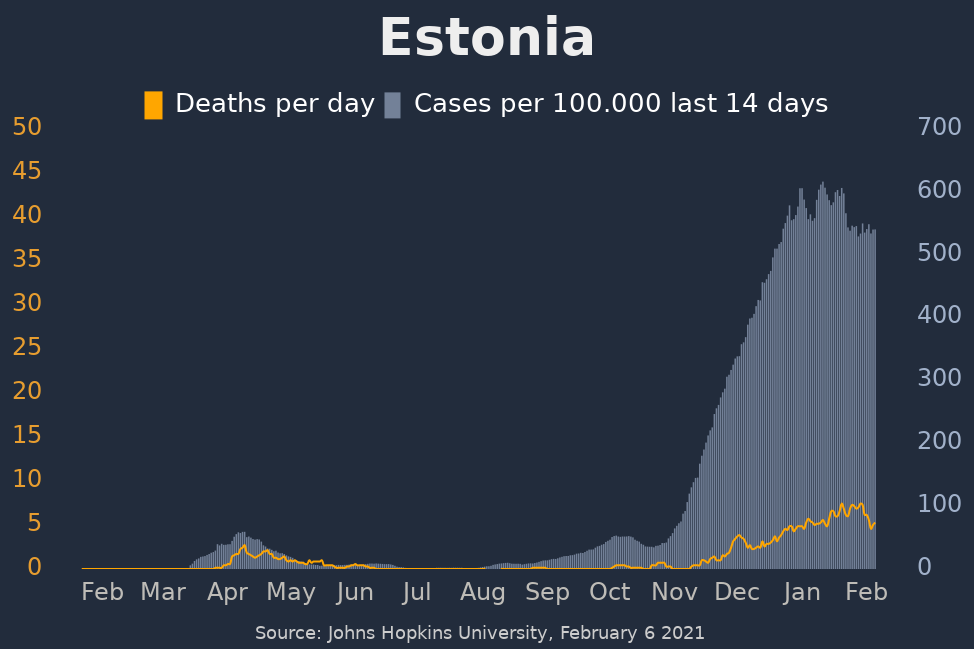 Estonia
Deaths per day Cases per 100.000 last 14 days
50 700
45
40 600
35 500
30 400
25
20 300
15 200
10 100
5
0 0
Feb Mar Apr May Jun Jul Aug Sep Oct Nov Dec Jan Feb
Source: Johns Hopkins University, February 6 2021